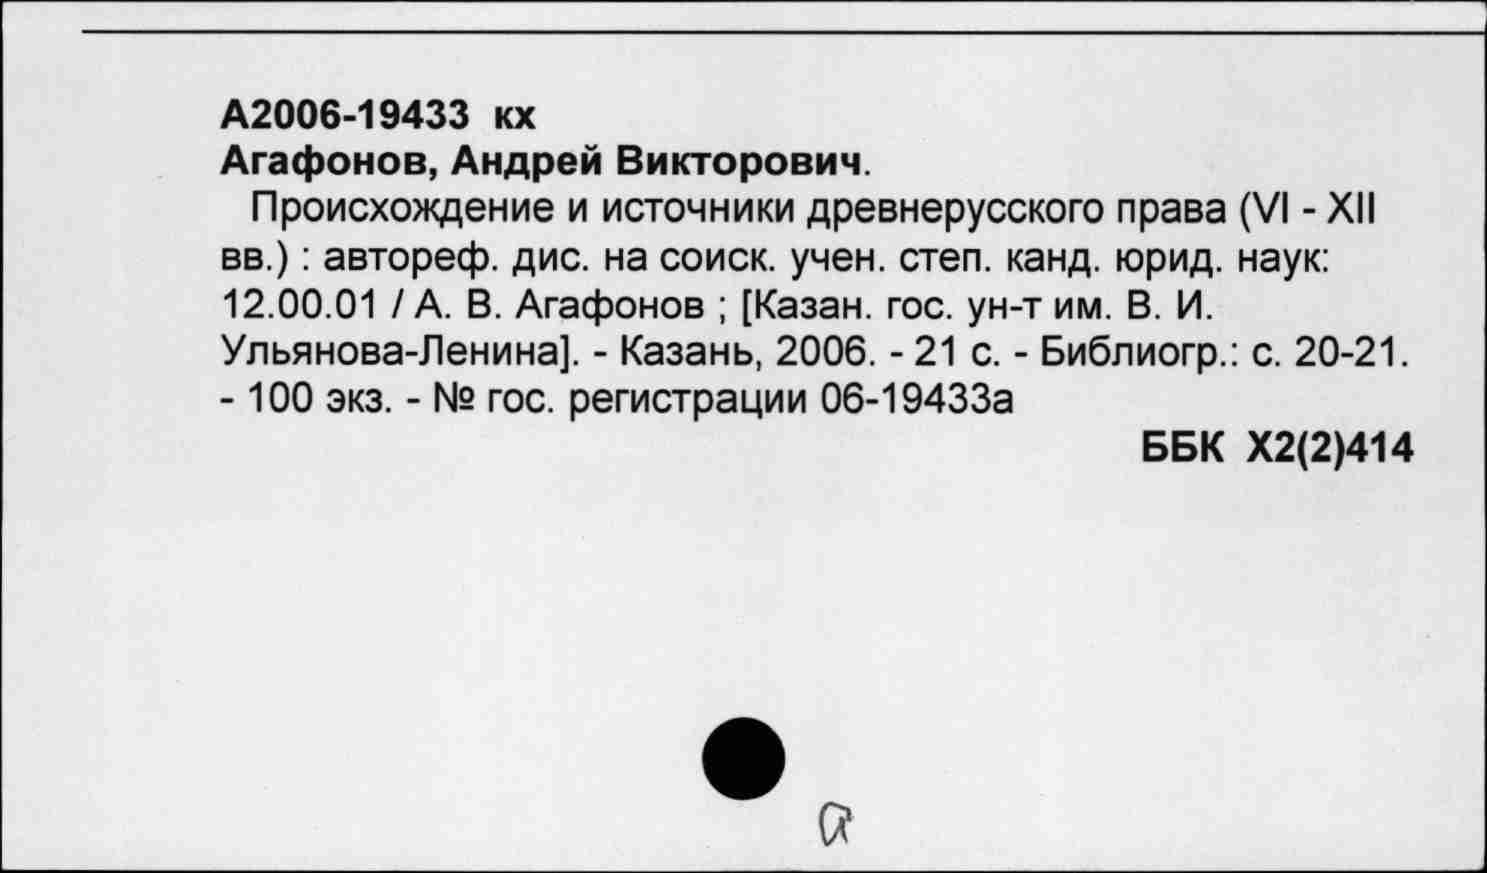 А2006-19433 кх
Агафонов, Андрей Викторович.
Происхождение и источники древнерусского права (VI - XII
вв.) : автореф. дис. на соиск. учен. степ. канд. юрид. наук:
12.00.01 / А. В. Агафонов ; [Казан. гос. ун-т им. В. И.
Ульянова-Ленина]. - Казань, 2006. - 21 с. - Библиогр.: с. 20-21.
- 100 экз. - № гос. регистрации 06-19433а
ББК Х2(2)414